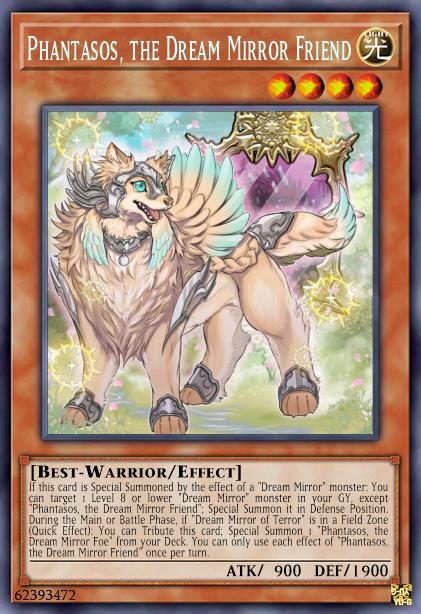 PHANTASOS, THE DREAM MIRROR FRIEND
LIGHT
光
[BEST-WARRIOR/EFFECT]
If this card is Special Summoned by the effect of a "Dream Mirror" monster: You
can target 1 Level 8 or lower "Dream Mirror" monster in your GY, except
"Phantasos, the Dream Mirror Friend"; Special Summon it in Defense Position.
During the Main or Battle Phase, if "Dream Mirror of Terror" is in a Field Zone
(Quick Effect): You can Tribute this card; Special Summon 1 "Phantasos, the
Dream Mirror Foe" from your Deck. You can only use each effect of "Phantasos,
the Dream Mirror Friend" once per turn.
ATK/ 900 DEF/1900
62393472